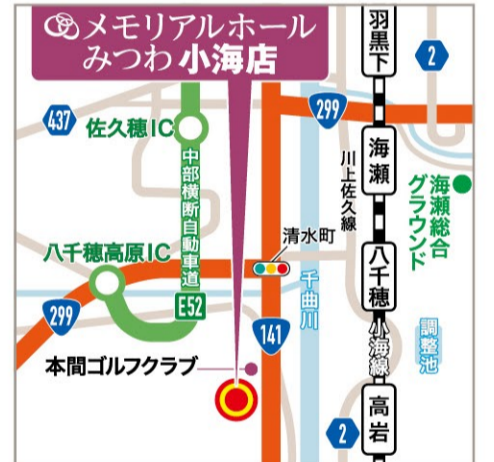 メモリアルホール
みつわ 小海店
羽黒下
2
437
佐久穂IC
299
海瀬
中部横断自動車道
川上佐久線
海瀬総合
グラウンド
清水町
八千穂高原IC
八千穂
千曲川
E52
299
141
小海線
調整池
本間ゴルフクラブ
高岩
2